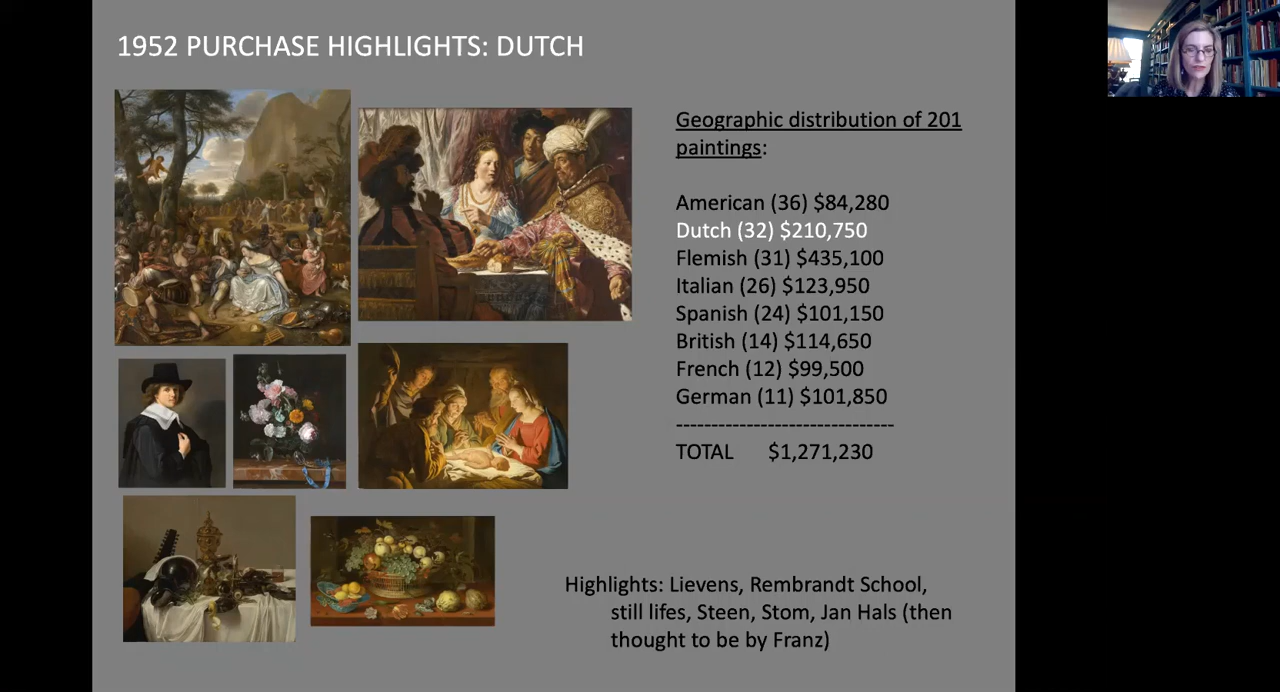 1952 PURCHASE HIGHLIGHTS: DUTCH
Geographic distribution of 201
paintings:
American (36) $84,280
Dutch (32) $210,750
Flemish (31) $435,100
Italian (26) $123,950
Spanish (24) $101,150
British (14) $114,650
French (12) $99,500
German (11) $101,850
-------------------------------
TOTAL $1,271,230
Highlights: Lievens, Rembrandt School,
still lifes, Steen, Stom, Jan Hals (then
thought to be by Franz)